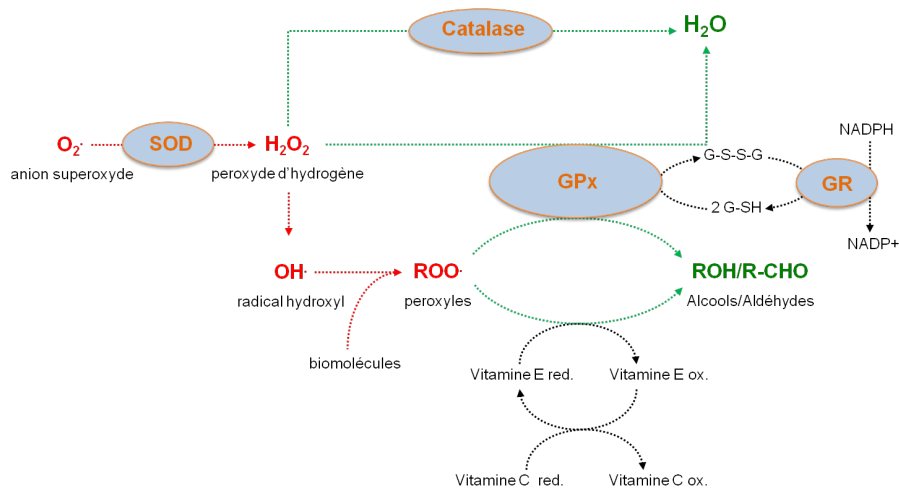 Catalase
H₂O
O₂·
SOD
H₂O₂
NADPH
anion superoxyde
peroxyde d'hydrogène
G-S-S-G
GPx
GR
2 G-SH
NADP+
OH·
ROO·
ROH/R-CHO
radical hydroxyl
peroxyles
Alcools/Aldéhydes
biomolécules
Vitamine E red.
Vitamine E ox.
Vitamine C red.
Vitamine C ox.